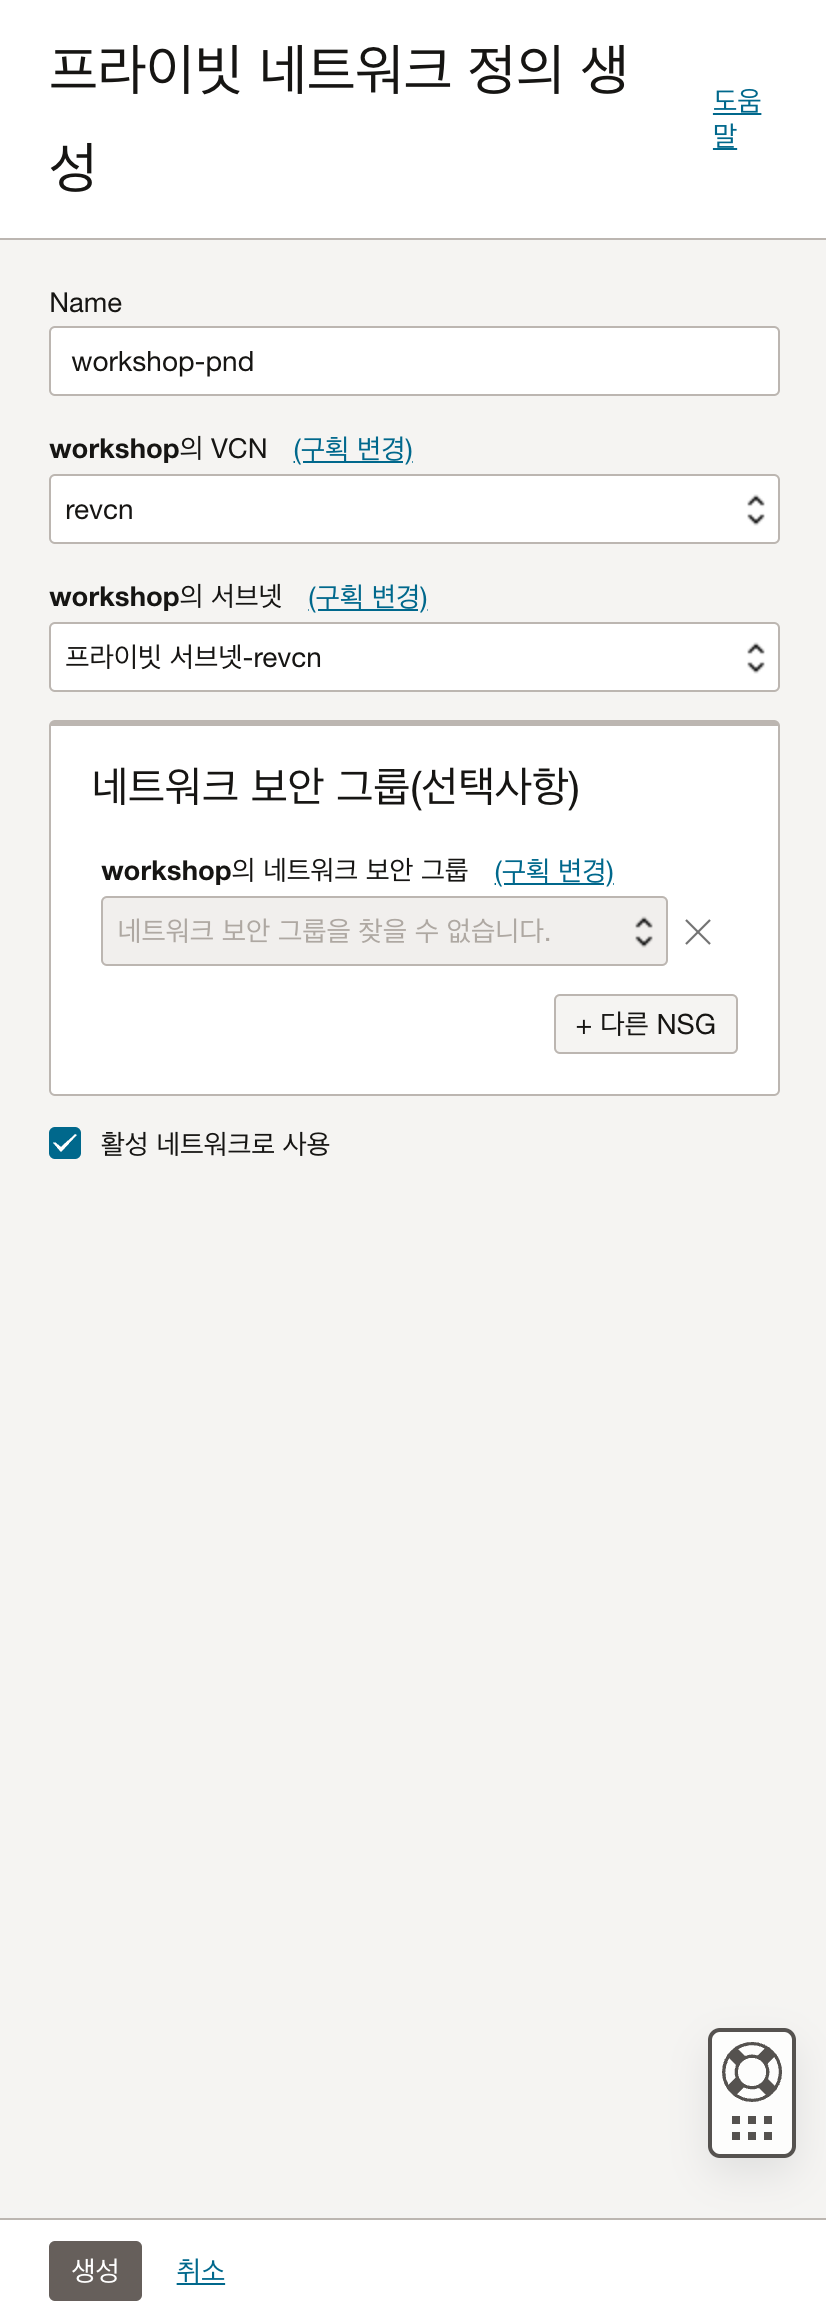 프라이빗 네트워크 정의 생
성
도움
말
Name
workshop-pnd
workshop의 VCN (구획 변경)
revcn
workshop의 서브넷 (구획 변경)
프라이빗 서브넷-revcn
네트워크 보안 그룹(선택사항)
workshop의 네트워크 보안 그룹 (구획 변경)
네트워크 보안 그룹을 찾을 수 없습니다.
+ 다른 NSG
활성 네트워크로 사용
생성 취소